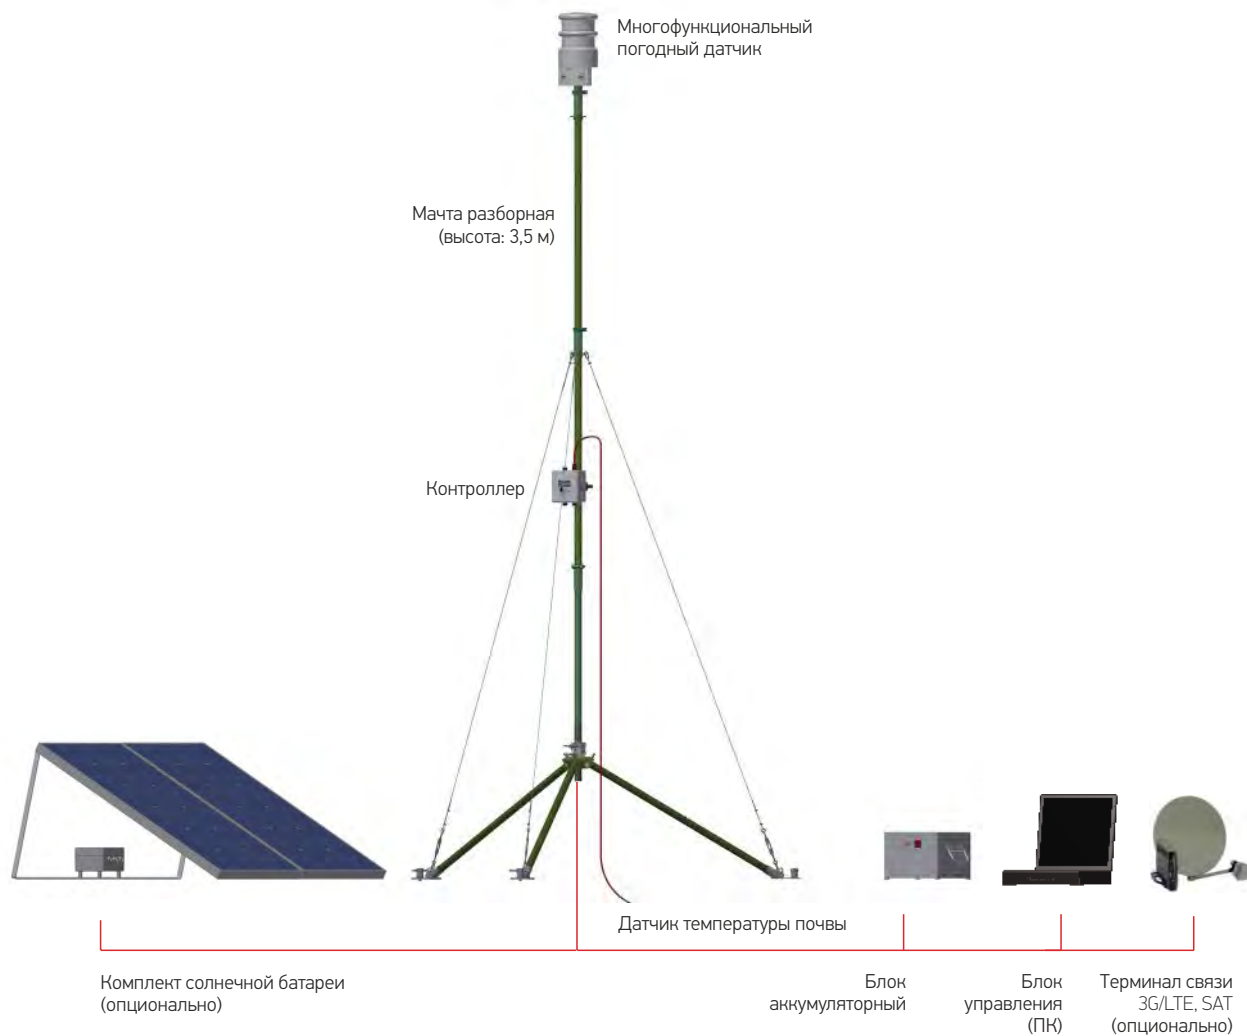 Многофункциональный
погодный датчик
Мачта разборная
(высота: 3,5 м)
Контроллер
Датчик температуры почвы
Комплект солнечной батареи
(опционально)
Блок
аккумуляторный
Блок
управления
(ПК)
Терминал связи
3G/LTE, SAT
(опционально)